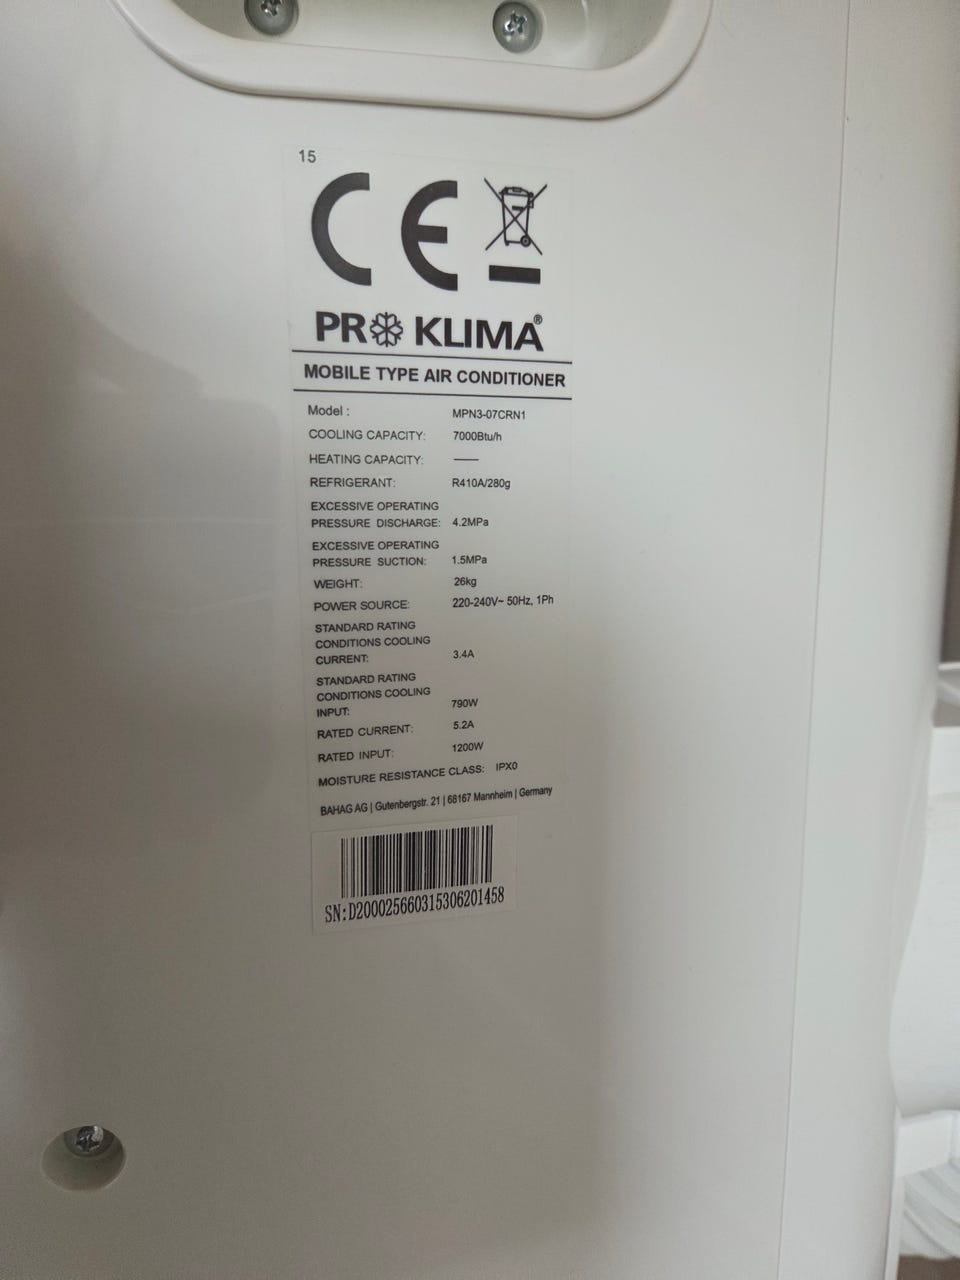 15
CE
PRO KLIMA®
MOBILE TYPE AIR CONDITIONER
Model : MPN3-07CRN1
COOLING CAPACITY: 7000Btu/h
HEATING CAPACITY: ——
REFRIGERANT: R410A/280g
EXCESSIVE OPERATING
PRESSURE DISCHARGE: 4.2MPa
EXCESSIVE OPERATING
PRESSURE SUCTION: 1.5MPa
WEIGHT: 26kg
POWER SOURCE: 220-240V~ 50Hz, 1Ph
STANDARD RATING
CONDITIONS COOLING
CURRENT: 3.4A
STANDARD RATING
CONDITIONS COOLING
INPUT: 790W
RATED CURRENT: 5.2A
RATED INPUT: 1200W
MOISTURE RESISTANCE CLASS: IPX0
BAHAG AG | Gutenbergstr. 21 | 68167 Mannheim | Germany
SN:D200025660315306201458